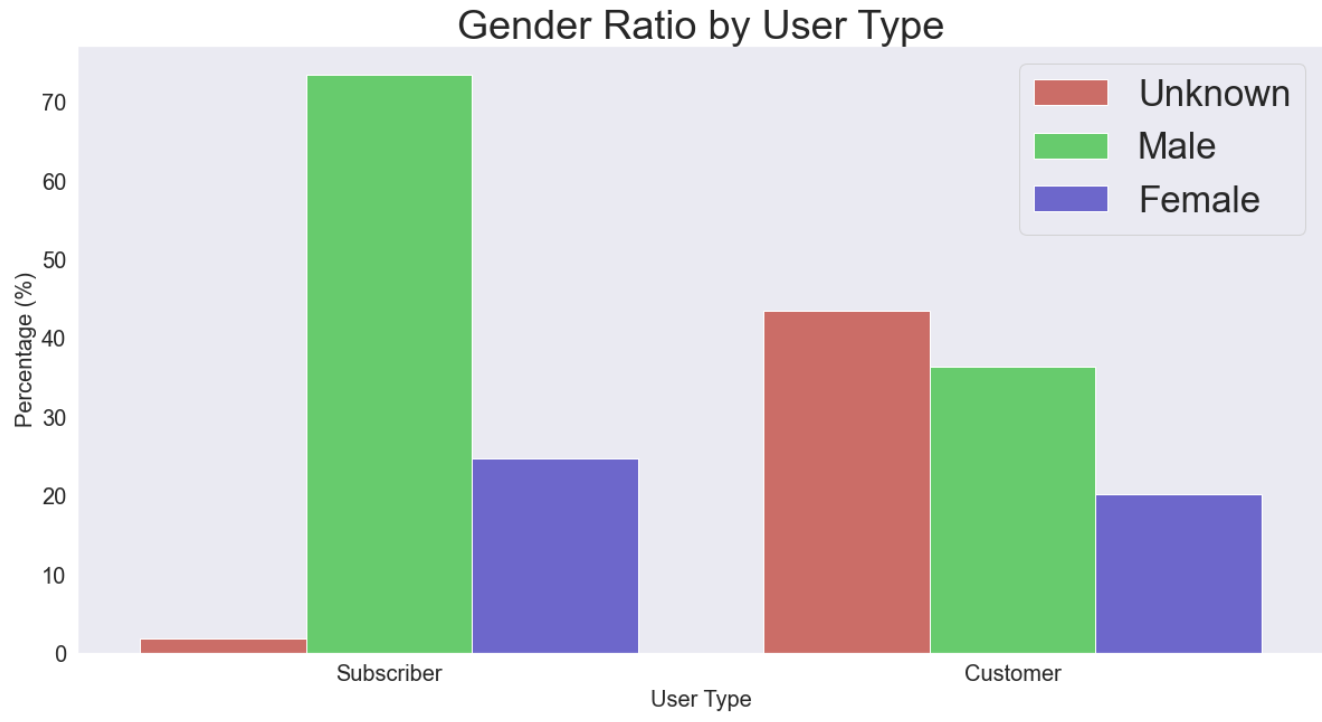 Gender Ratio by User Type
Unknown
Male
Female
70
60
50
40
30
20
10
0
Percentage (%)
Subscriber
Customer
User Type